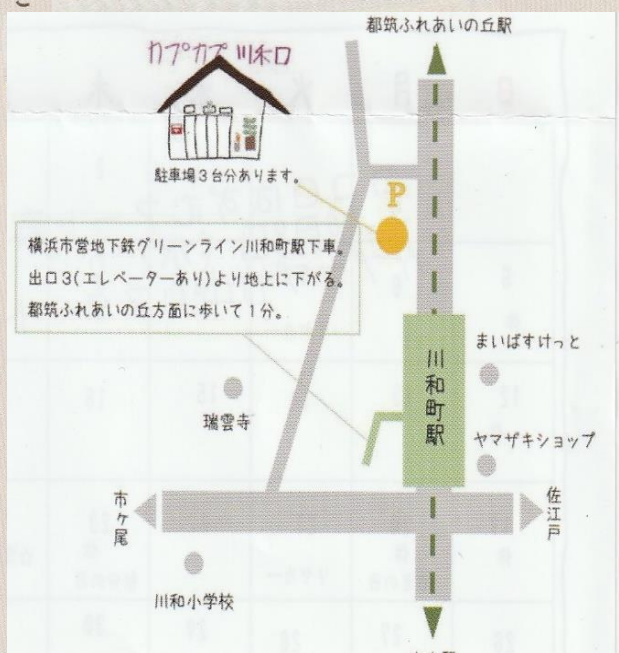 都筑ふれあいの丘駅
カプカプ川和口
駐車場3台分あります。
P
横浜市営地下鉄グリーンライン川和町駅下車。
出口3(エレベーターあり)より地上に下がる。
都筑ふれあいの丘方面に歩いて1分。
川和町駅
まいばすけっと
瑞雲寺
ヤマザキショップ
市ヶ尾
佐江戸
川和小学校